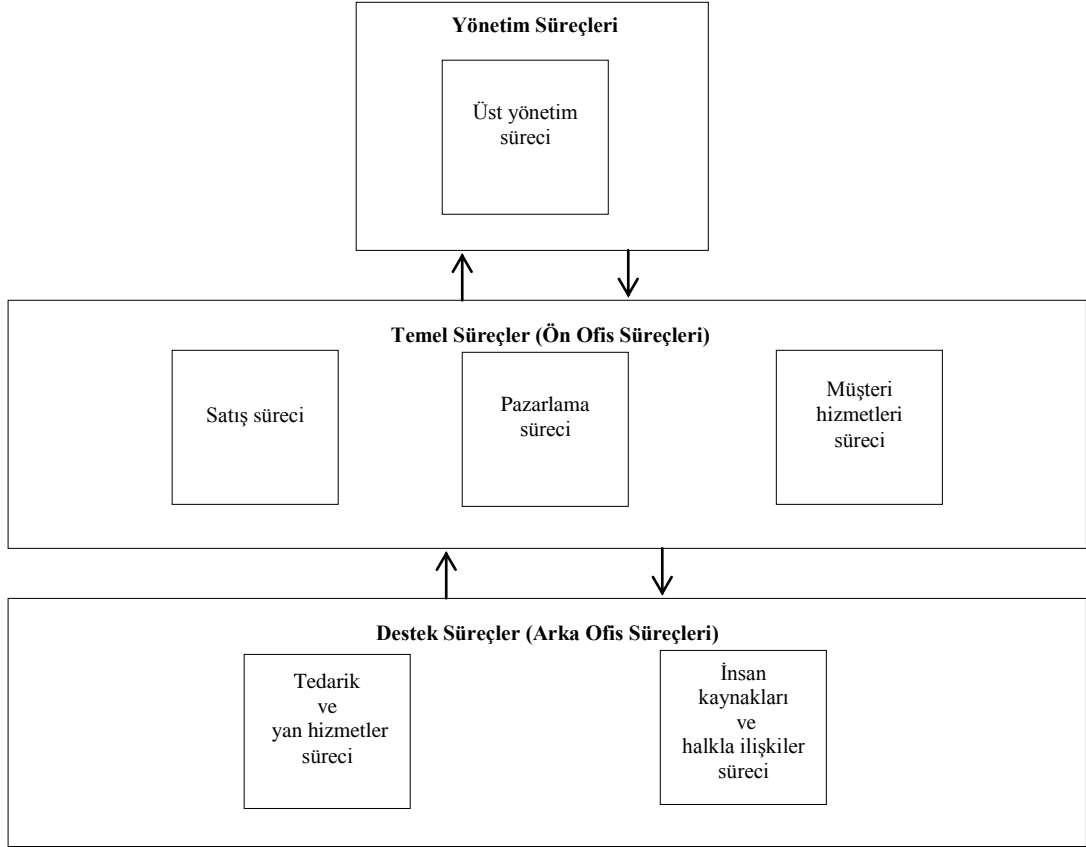 Yönetim Süreçleri
Üst yönetim
süreci
Temel Süreçler (Ön Ofis Süreçleri)
Satış süreci
Pazarlama
süreci
Müşteri
hizmetleri
süreci
Destek Süreçler (Arka Ofis Süreçleri)
Tedarik
ve
yan hizmetler
süreci
İnsan
kaynakları
ve
halkla ilişkiler
süreci